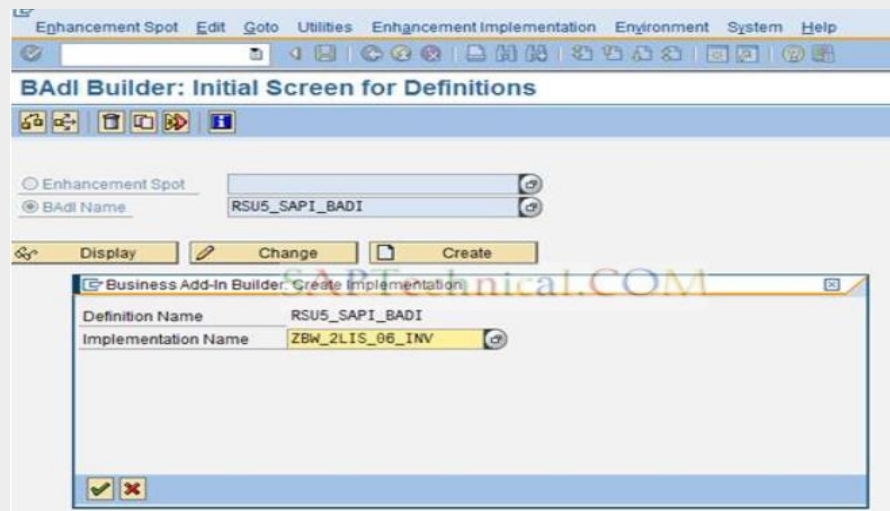 Enhancement Spot Edit Goto Utilities Enhancement Implementation Environment System Help
BAdI Builder: Initial Screen for Definitions
Enhancement Spot
BAdI Name RSU5_SAPI_BADI
Display Change Create
SAPTechnical.COM
Business Add-In Builder: Create Implementation
Definition Name RSU5_SAPI_BADI
Implementation Name ZBW_2LIS_06_INV